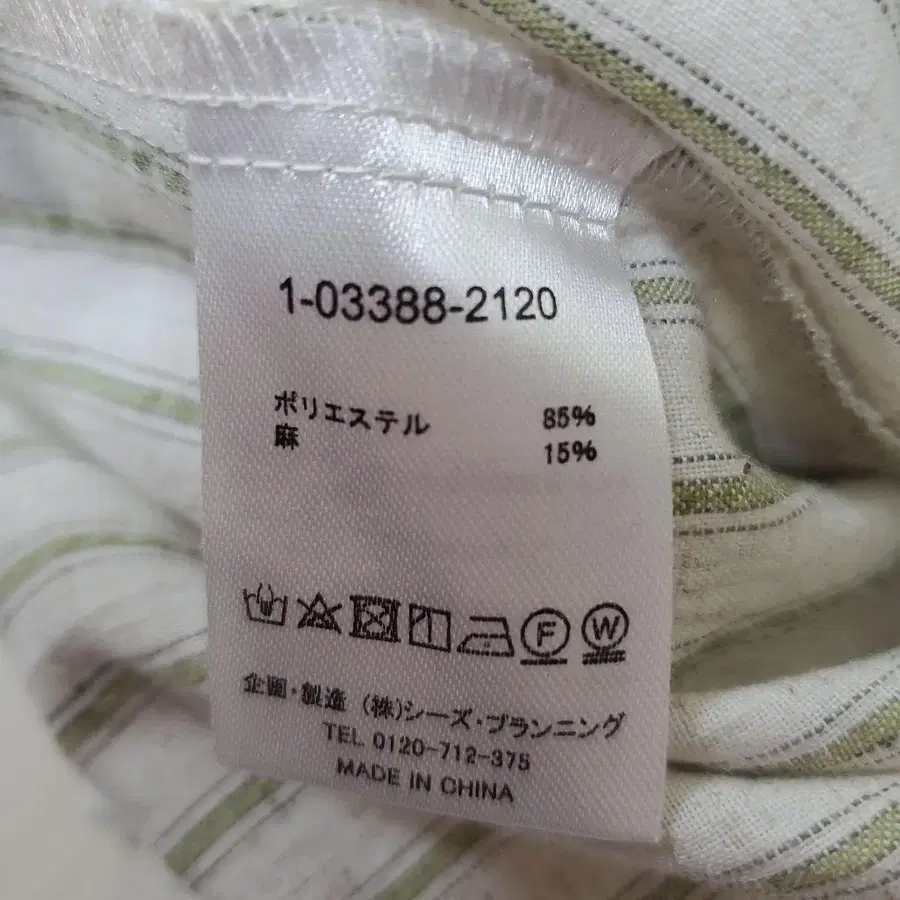 1-03388-2120
ポリエステル 85%
麻 15%
F W
企画・製造 (株)シーズ・プランニング
TEL 0120-712-375
MADE IN CHINA